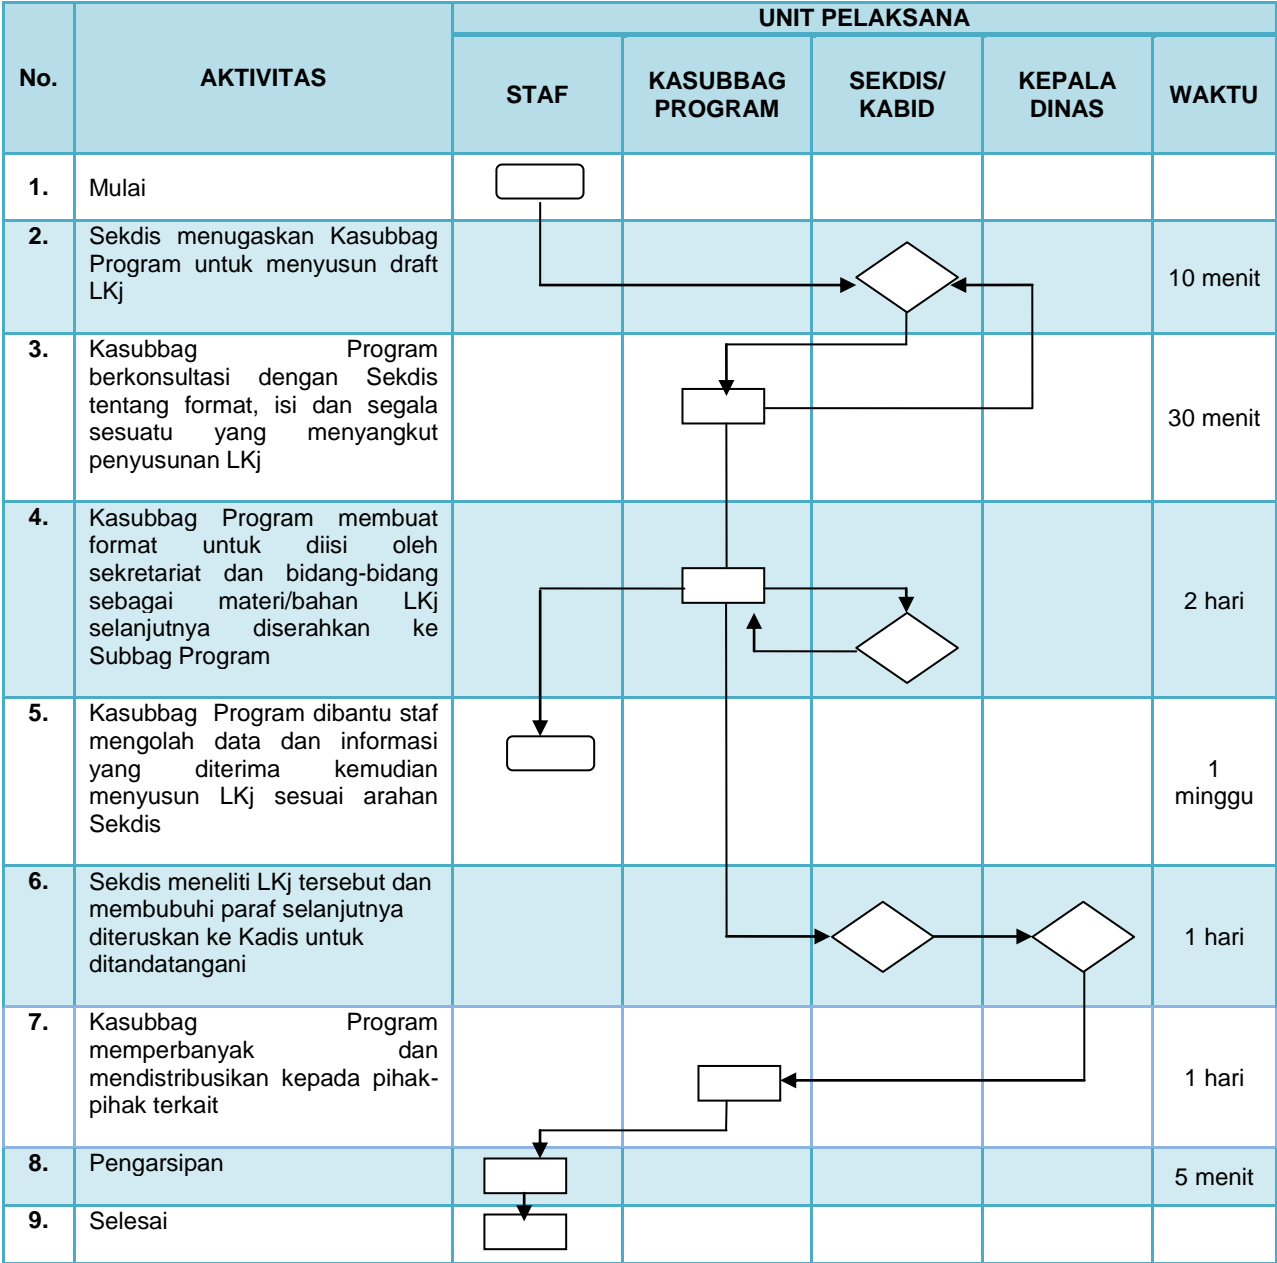 UNIT PELAKSANA
No.
AKTIVITAS
STAF
KASUBBAG
PROGRAM
SEKDIS/
KABID
KEPALA
DINAS
WAKTU
1.
Mulai
2.
Sekdis menugaskan Kasubbag
Program untuk menyusun draft
LKj
10 menit
3.
Kasubbag Program
berkonsultasi dengan Sekdis
tentang format, isi dan segala
sesuatu yang menyangkut
penyusunan LKj
30 menit
4.
Kasubbag Program membuat
format untuk diisi oleh
sekretariat dan bidang-bidang
sebagai materi/bahan LKj
selanjutnya diserahkan ke
Subbag Program
2 hari
5.
Kasubbag Program dibantu staf
mengolah data dan informasi
yang diterima kemudian
menyusun LKj sesuai arahan
Sekdis
1
minggu
6.
Sekdis meneliti LKj tersebut dan
membubuhi paraf selanjutnya
diteruskan ke Kadis untuk
ditandatangani
1 hari
7.
Kasubbag Program
memperbanyak dan
mendistribusikan kepada pihak-
pihak terkait
1 hari
8.
Pengarsipan
5 menit
9.
Selesai